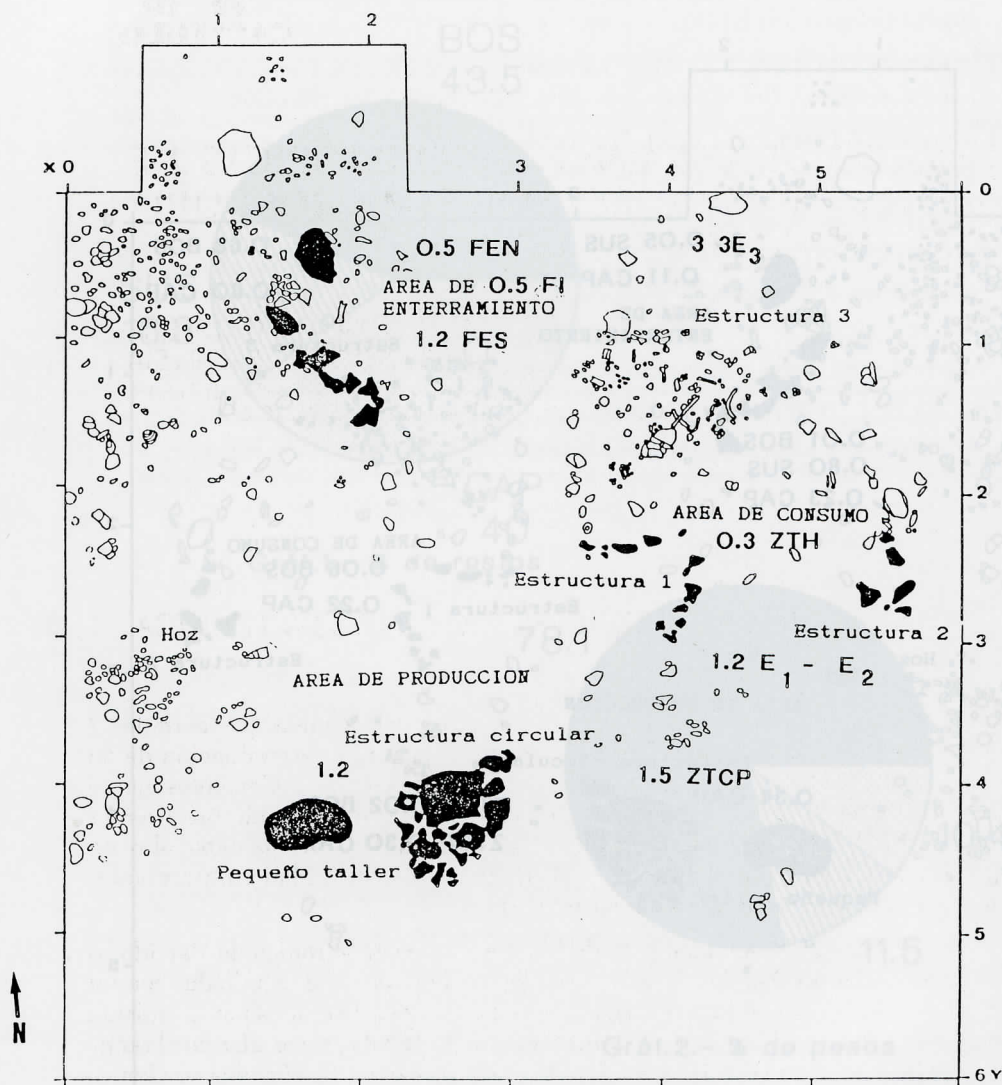 1 2
x 0 3 4 5 0
0.5 FEN 3 3E3
AREA DE 0.5 FI
ENTERRAMIENTO
Estructura 3
1.2 FES 1
2
AREA DE CONSUMO
0.3 ZTH
Estructura 1
Estructura 2
Hoz 3
1.2 E1 - E2
AREA DE PRODUCCION
Estructura circular
1.2 1.5 ZTCP 4
Pequeño taller
5
N
6 Y